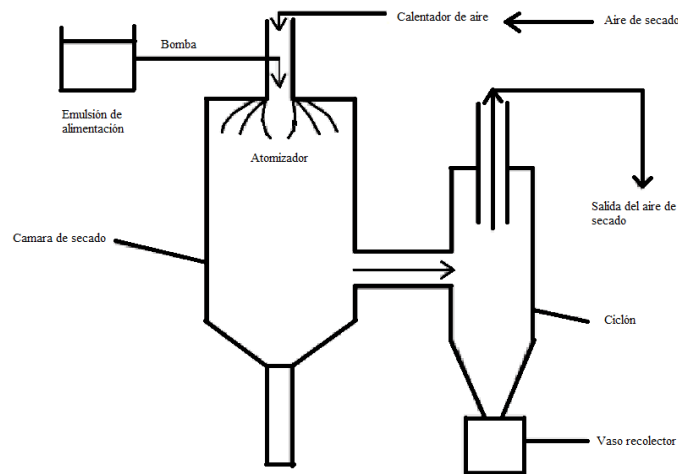 Calentador de aire
Aire de secado
Bomba
Emulsión de
alimentación
Atomizador
Salida del aire de
secado
Camara de secado
Ciclón
Vaso recolector